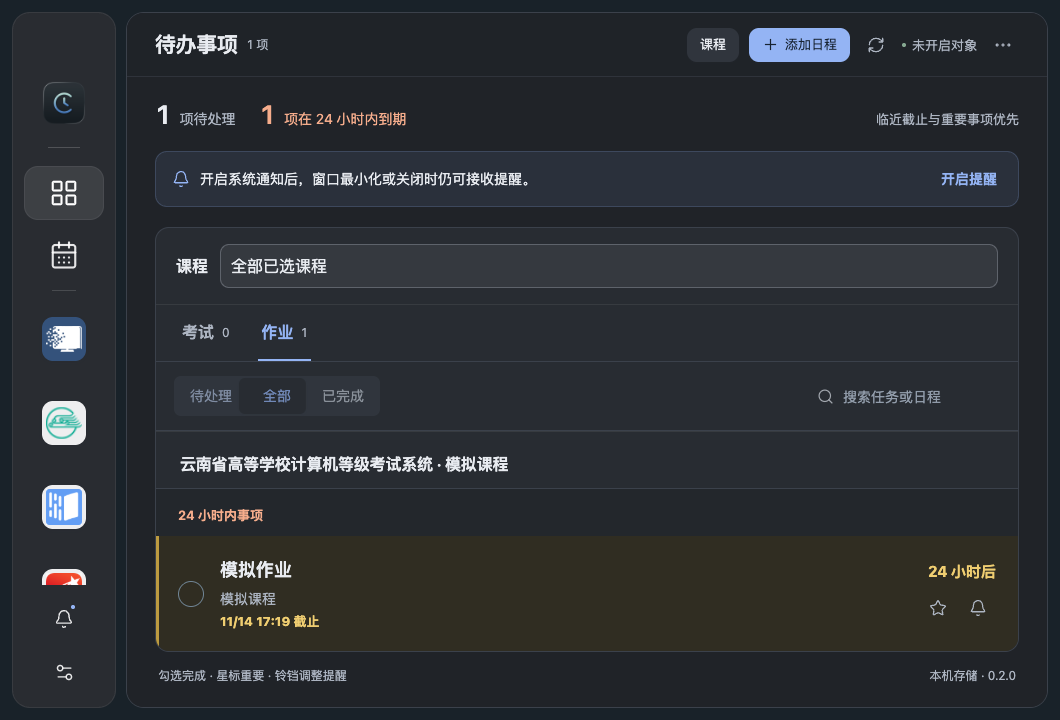 待办事项 1 项
课程
添加日程
未开启对象
1 项待处理 1 项在 24 小时内到期
临近截止与重要事项优先
开启系统通知后，窗口最小化或关闭时仍可接收提醒。
开启提醒
课程 全部已选课程
考试 0 作业 1
待处理 全部 已完成
搜索任务或日程
云南省高等学校计算机等级考试系统 · 模拟课程
24 小时内事项
模拟作业
24 小时后
模拟课程
11/14 17:19 截止
勾选完成 · 星标重要 · 铃铛调整提醒
本机存储 · 0.2.0